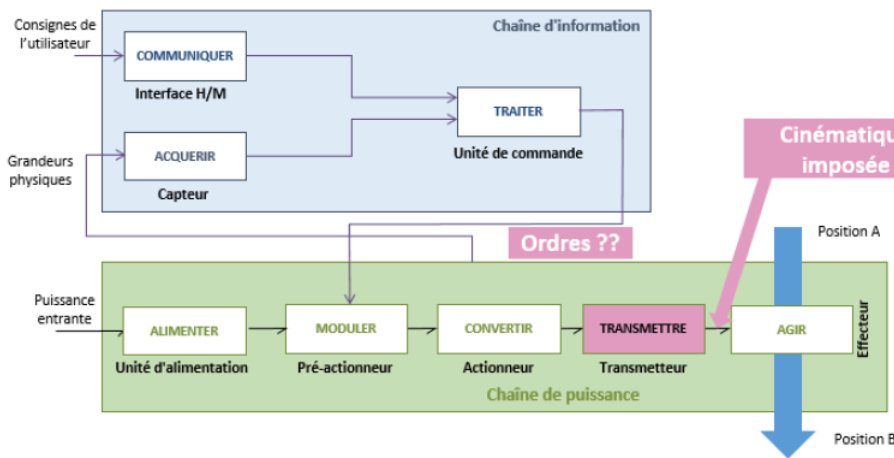 Consignes de
l'utilisateur
Chaîne d'information
COMMUNIQUER
Interface H/M
TRAITER
Unité de commande
Grandeurs
physiques
ACQUERIR
Capteur
Cinématiqu
imposée
Ordres ??
Position A
Puissance
entrante
ALIMENTER
MODULER
CONVERTIR
TRANSMETTRE
AGIR
Effecteur
Unité d'alimentation
Pré-actionneur
Actionneur
Transmetteur
Chaîne de puissance
Position B